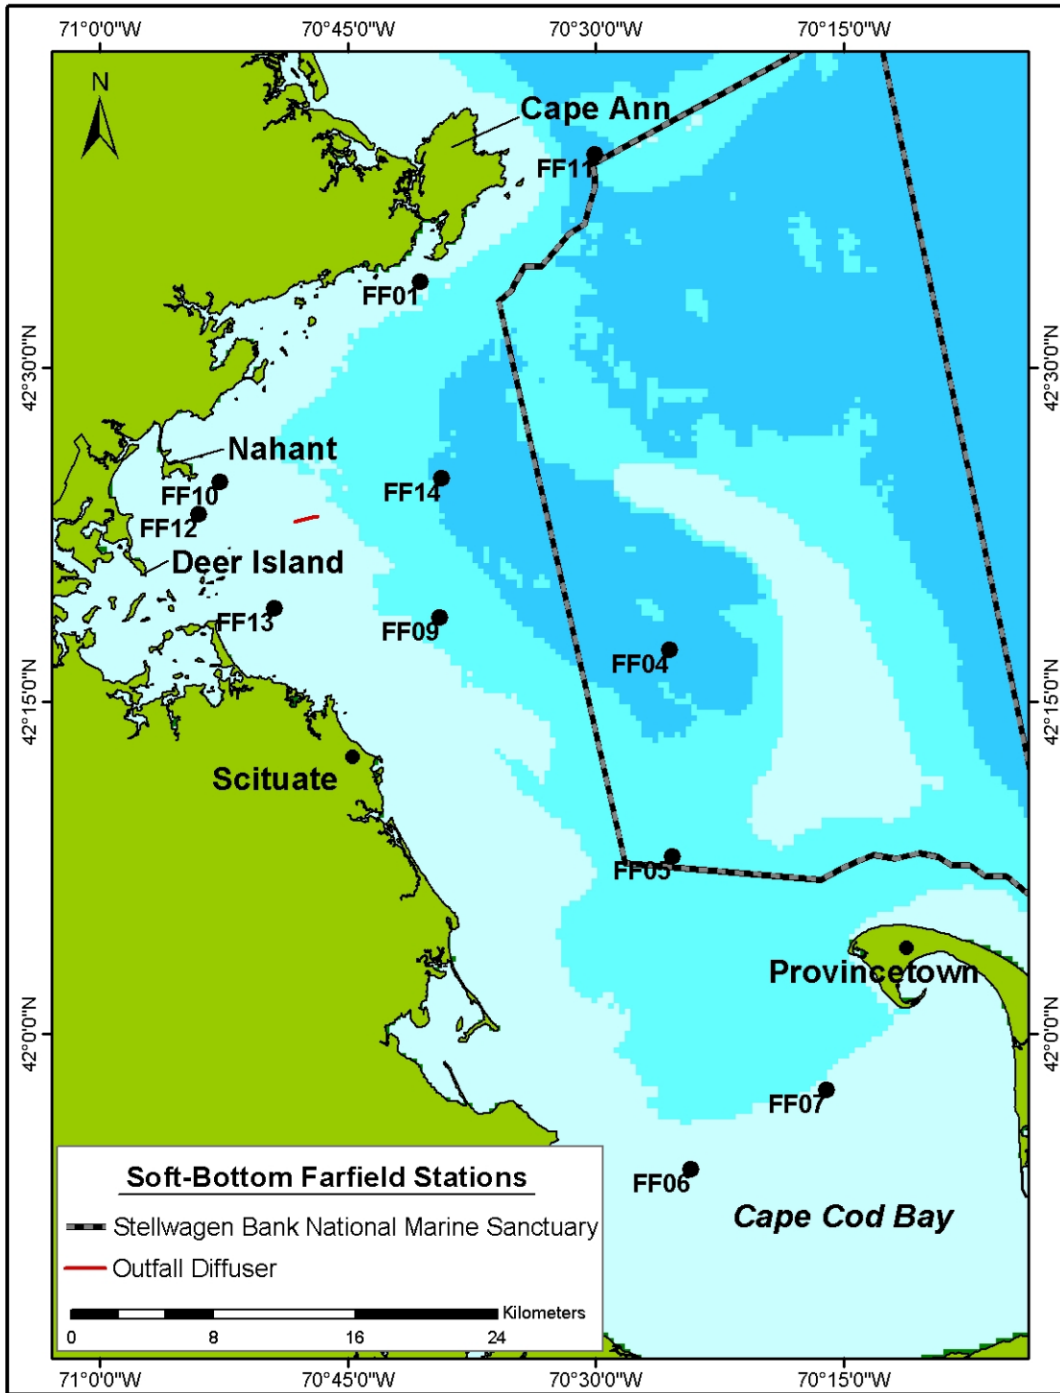 71°0'0"W 70°45'0"W 70°30'0"W 70°15'0"W
N
Cape Ann
FF11
FF01
42°30'0"N 42°30'0"N
Nahant
FF10
FF14
FF12
Deer Island
FF13
FF09
FF04
42°15'0"N 42°15'0"N
Scituate
FF05
Provincetown
42°0'0"N 42°0'0"N
FF07
FF06
Cape Cod Bay
Soft-Bottom Farfield Stations
Stellwagen Bank National Marine Sanctuary
Outfall Diffuser
Kilometers
0 8 16 24
71°0'0"W 70°45'0"W 70°30'0"W 70°15'0"W